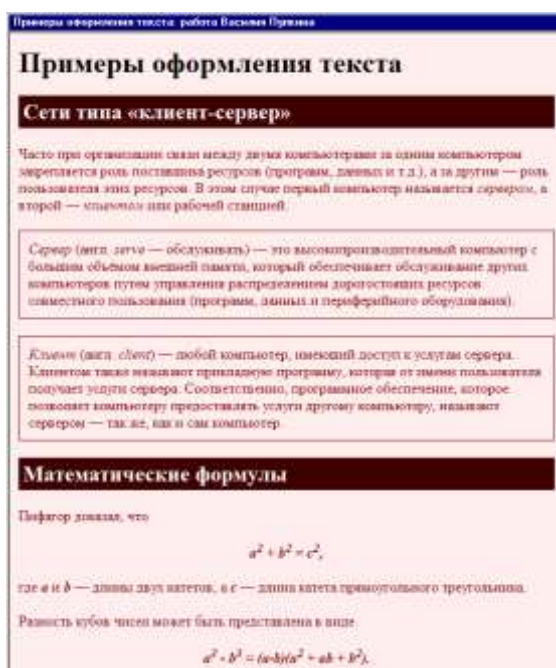 Примеры оформления текста: работа Василия Пупкина
Примеры оформления текста
Сети типа «клиент-сервер»
Часто при организации связи между двумя компьютерами за одним компьютером
закрепляется роль поставщика ресурсов (программ, данных и т.д.), а за другим — роль
пользователя этих ресурсов. В этом случае первый компьютер называется сервером, а
второй — клиентом или рабочей станцией.
Сервер (англ. serve — обслуживать) — это высокопроизводительный компьютер с
большим объёмом внешней памяти, который обеспечивает обслуживание других
компьютеров путем управления распределением дорогостоящих ресурсов
совместного пользования (программ, данных и периферийного оборудования).
Клиент (англ. client) — любой компьютер, имеющий доступ к услугам сервера.
Клиентом также называют прикладную программу, которая от имени пользователя
получает услуги сервера. Соответственно, программное обеспечение, которое
позволяет компьютеру предоставлять услуги другому компьютеру, называют
сервером — так же, как и сам компьютер.
Математические формулы
Пифагор доказал, что
a² + b² = c²,
где a и b — длины двух катетов, а c — длина катета прямоугольного треугольника.
Разность кубов чисел может быть представлена в виде
a³ - b³ = (a-b)(a² + ab + b²),